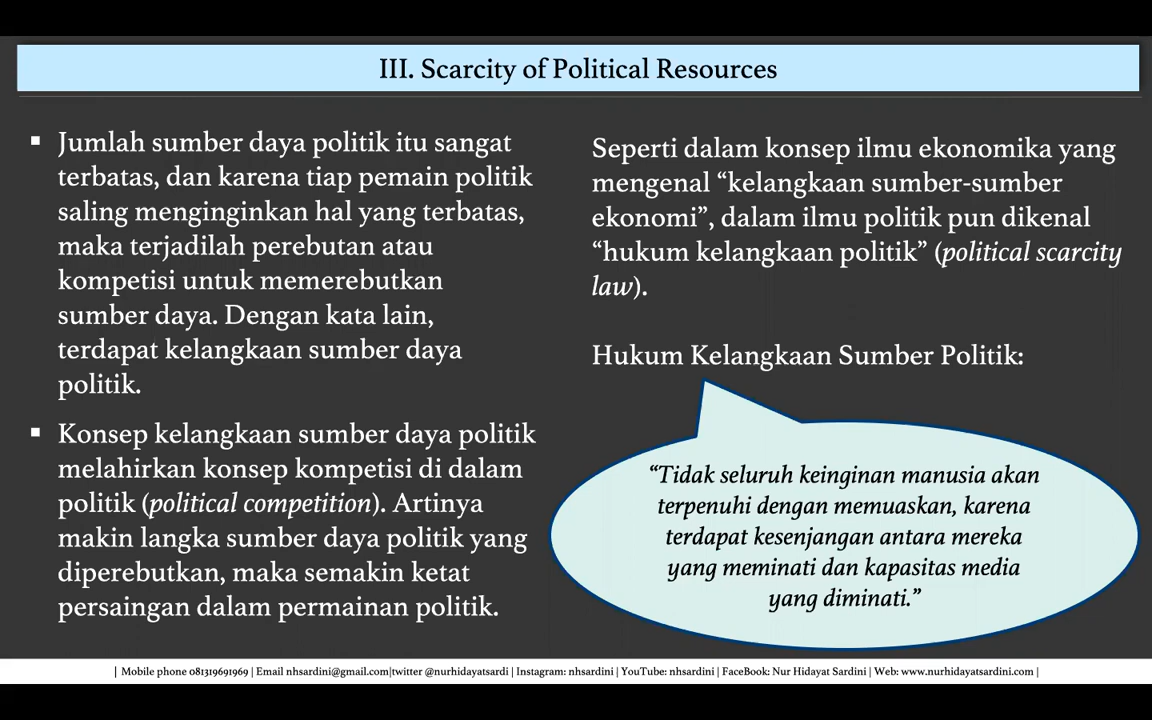 III. Scarcity of Political Resources
▪ Jumlah sumber daya politik itu sangat
terbatas, dan karena tiap pemain politik
saling menginginkan hal yang terbatas,
maka terjadilah perebutan atau
kompetisi untuk memerebutkan
sumber daya. Dengan kata lain,
terdapat kelangkaan sumber daya
politik.
▪ Konsep kelangkaan sumber daya politik
melahirkan konsep kompetisi di dalam
politik (political competition). Artinya
makin langka sumber daya politik yang
diperebutkan, maka semakin ketat
persaingan dalam permainan politik.
Seperti dalam konsep ilmu ekonomika yang
mengenal “kelangkaan sumber-sumber
ekonomi”, dalam ilmu politik pun dikenal
“hukum kelangkaan politik” (political scarcity
law).
Hukum Kelangkaan Sumber Politik:
“Tidak seluruh keinginan manusia akan
terpenuhi dengan memuaskan, karena
terdapat kesenjangan antara mereka
yang meminati dan kapasitas media
yang diminati.”
| Mobile phone 081319691969 | Email nhsardini@gmail.com|twitter @nurhidayatsardi | Instagram: nhsardini | YouTube: nhsardini | FaceBook: Nur Hidayat Sardini | Web: www.nurhidayatsardini.com |